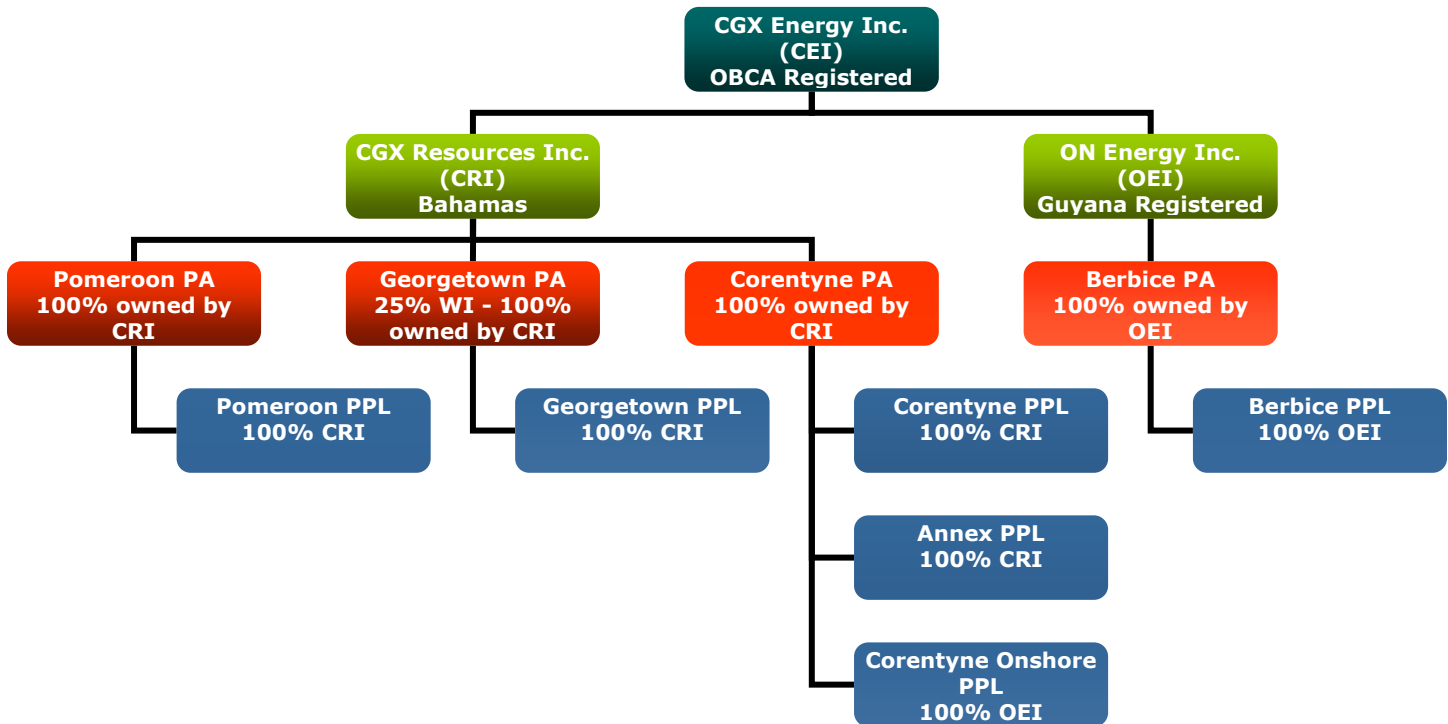 CGX Energy Inc.
(CEI)
OBCA Registered
CGX Resources Inc.
(CRI)
Bahamas
ON Energy Inc.
(OEI)
Guyana Registered
Pomeroon PA
100% owned by
CRI
Georgetown PA
25% WI - 100%
owned by CRI
Corentyne PA
100% owned by
CRI
Berbice PA
100% owned by
OEI
Pomeroon PPL
100% CRI
Georgetown PPL
100% CRI
Corentyne PPL
100% CRI
Berbice PPL
100% OEI
Annex PPL
100% CRI
Corentyne Onshore
PPL
100% OEI